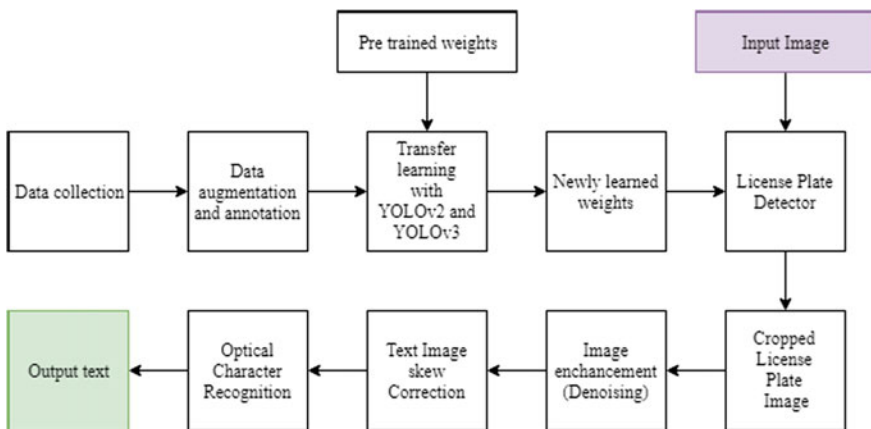 Pre trained weights
Input Image
Data collection
Data
augmentation
and annotation
Transfer
learning
with
YOLOv2 and
YOLOv3
Newly learned
weights
License Plate
Detector
Output text
Optical
Character
Recognition
Text Image
skew
Correction
Image
enchancement
(Denoising)
Cropped
License
Plate
Image